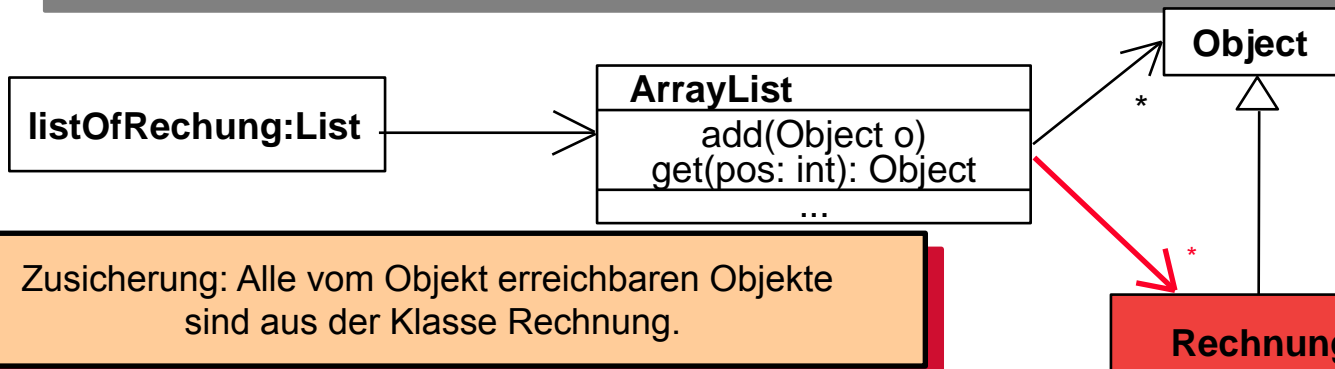 Object
listOfRechung:List
ArrayList
add(Object o)
get(pos: int): Object
...
*
*
Zusicherung: Alle vom Objekt erreichbaren Objekte
sind aus der Klasse Rechnung.
Rechnung